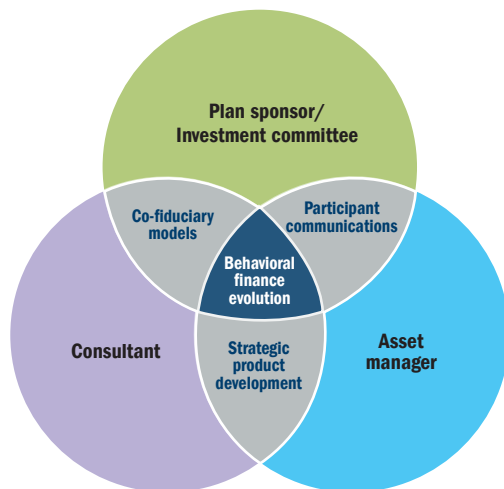 Plan sponsor/
Investment committee
Co-fiduciary
models
Participant
communications
Behavioral
finance
evolution
Consultant
Strategic
product
development
Asset
manager